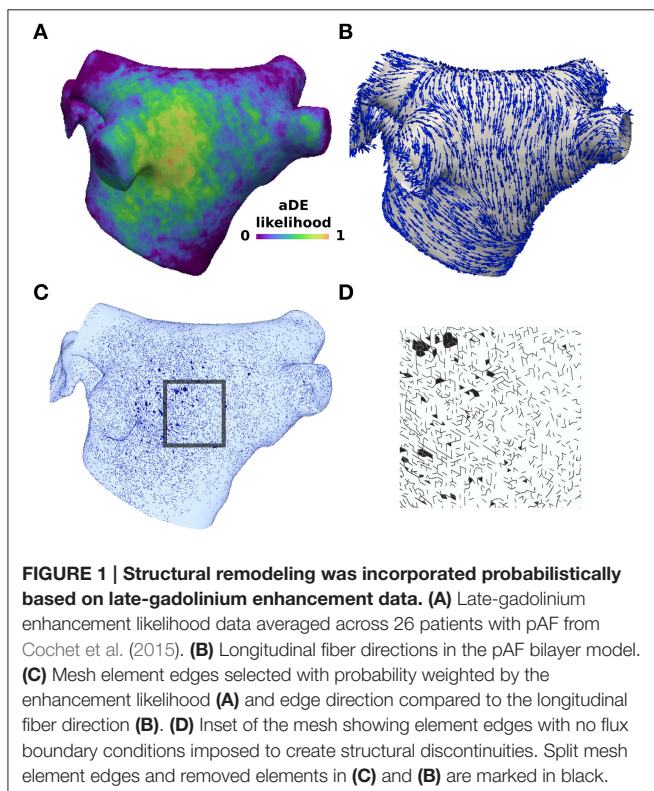 A
B
aDE
likelihood
0 1
C
D
FIGURE 1 | Structural remodeling was incorporated probabilistically
based on late-gadolinium enhancement data. (A) Late-gadolinium
enhancement likelihood data averaged across 26 patients with pAF from
Cochet et al. (2015). (B) Longitudinal fiber directions in the pAF bilayer model.
(C) Mesh element edges selected with probability weighted by the
enhancement likelihood (A) and edge direction compared to the longitudinal
fiber direction (B). (D) Inset of the mesh showing element edges with no flux
boundary conditions imposed to create structural discontinuities. Split mesh
element edges and removed elements in (C) and (B) are marked in black.